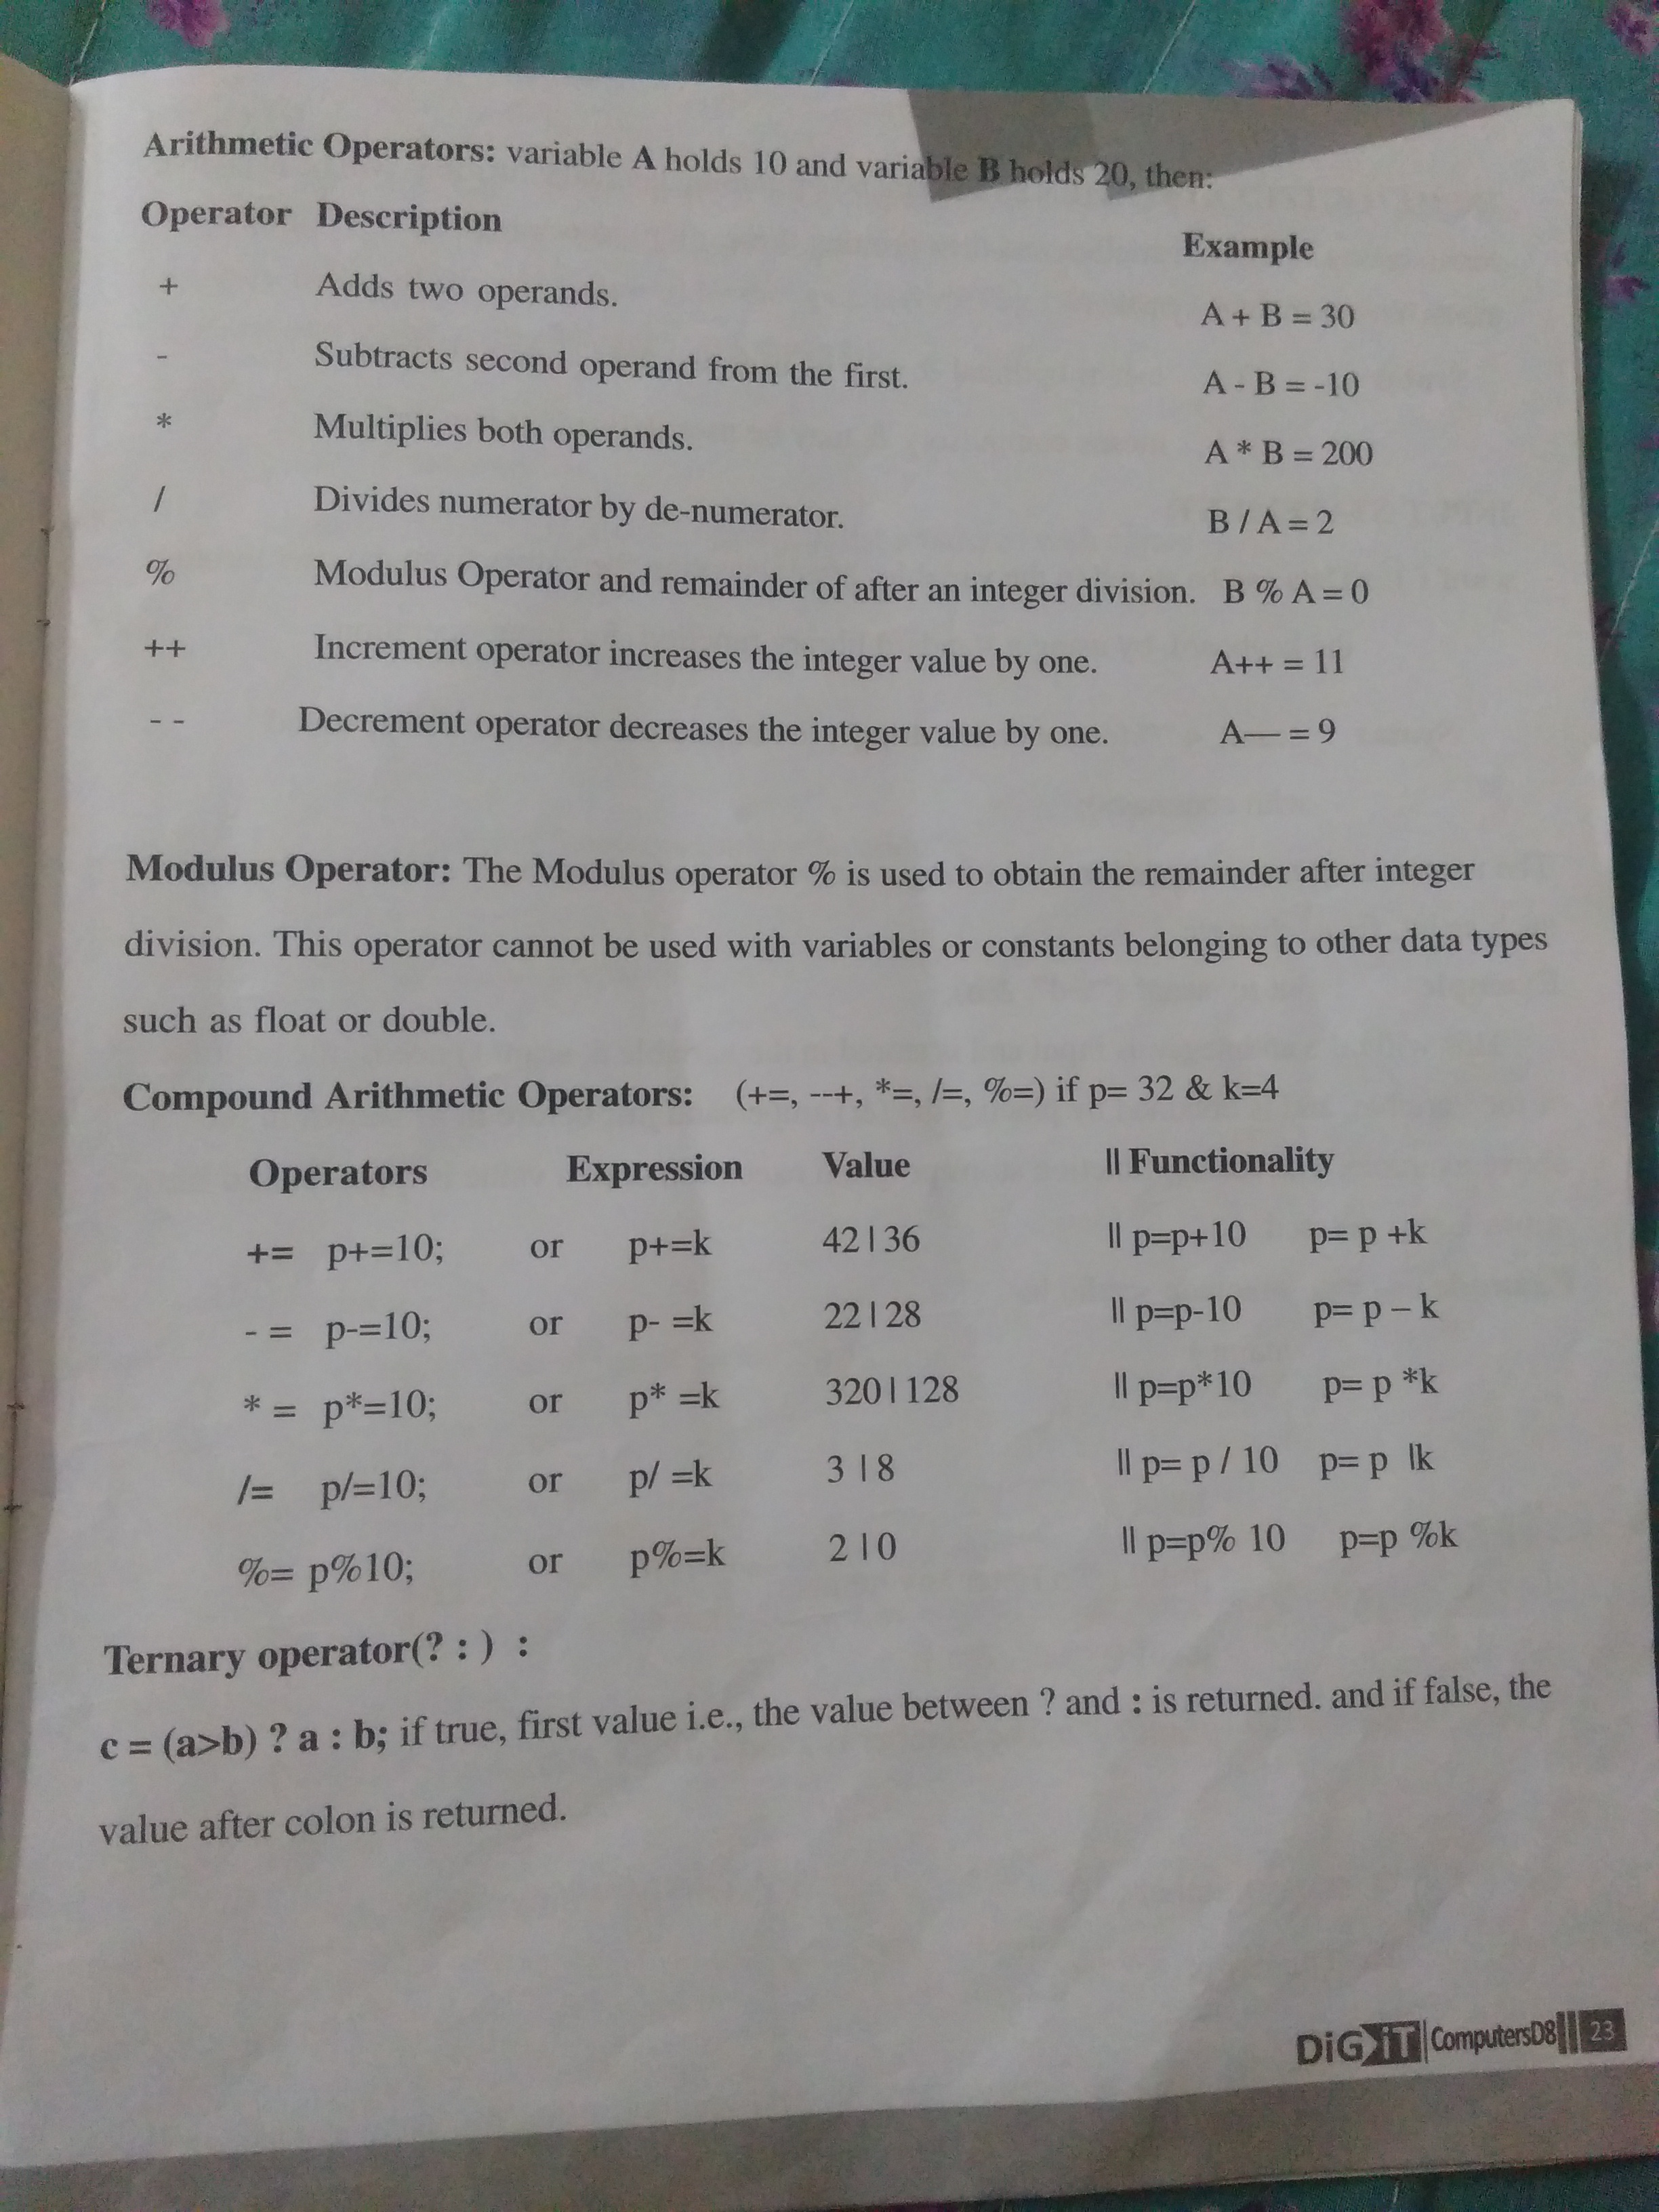 Arithmetic Operators: variable A holds 10 and variable B holds 20, then:
Operator Description Example
+ Adds two operands. A + B = 30
- Subtracts second operand from the first. A - B = -10
* Multiplies both operands. A * B = 200
/ Divides numerator by de-numerator. B / A = 2
% Modulus Operator and remainder of after an integer division. B % A = 0
++ Increment operator increases the integer value by one. A++ = 11
- - Decrement operator decreases the integer value by one. A— = 9
Modulus Operator: The Modulus operator % is used to obtain the remainder after integer
division. This operator cannot be used with variables or constants belonging to other data types
such as float or double.
Compound Arithmetic Operators: (+=, --+, *=, /=, %=) if p= 32 & k=4
Operators Expression Value || Functionality
+= p+=10; or p+=k 42 | 36 || p=p+10 p= p +k
- = p-=10; or p- =k 22 | 28 || p=p-10 p= p – k
* = p*=10; or p* =k 320 | 128 || p=p*10 p= p *k
/= p/=10; or p/ =k 3 | 8 || p= p / 10 p= p |k
%= p%10; or p%=k 2 | 0 || p=p% 10 p=p %k
Ternary operator(? : ) :
c = (a>b) ? a : b; if true, first value i.e., the value between ? and : is returned. and if false, the
value after colon is returned.
DiGiT ComputersD8 23